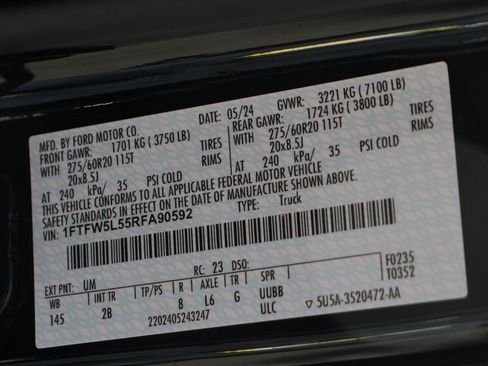 MFD. BY FORD MOTOR CO.
DATE: 05/24 GVWR: 3221 KG ( 7100 LB)
FRONT GAWR: 1701 KG ( 3750 LB) REAR GAWR: 1724 KG ( 3800 LB)
WITH 275/60R20 115T TIRES WITH 275/60R20 115T TIRES
20x8.5J RIMS 20x8.5J RIMS
AT 240 kPa/ 35 PSI COLD AT 240 kPa/ 35 PSI COLD
THIS VEHICLE CONFORMS TO ALL APPLICABLE FEDERAL MOTOR VEHICLE
SAFETY STANDARDS IN EFFECT ON THE DATE OF MANUFACTURE SHOWN ABOVE.
VIN: 1FTFW5L55RFA90592 TYPE: Truck
EXT PNT: UM RC: 23 DSO: F0235
WB INT TR TP/PS R AXLE TR SPR T0352
145 2B 8 L6 G UUBB
2202405243247 ULC ▽ 5U5A-3520472-AA